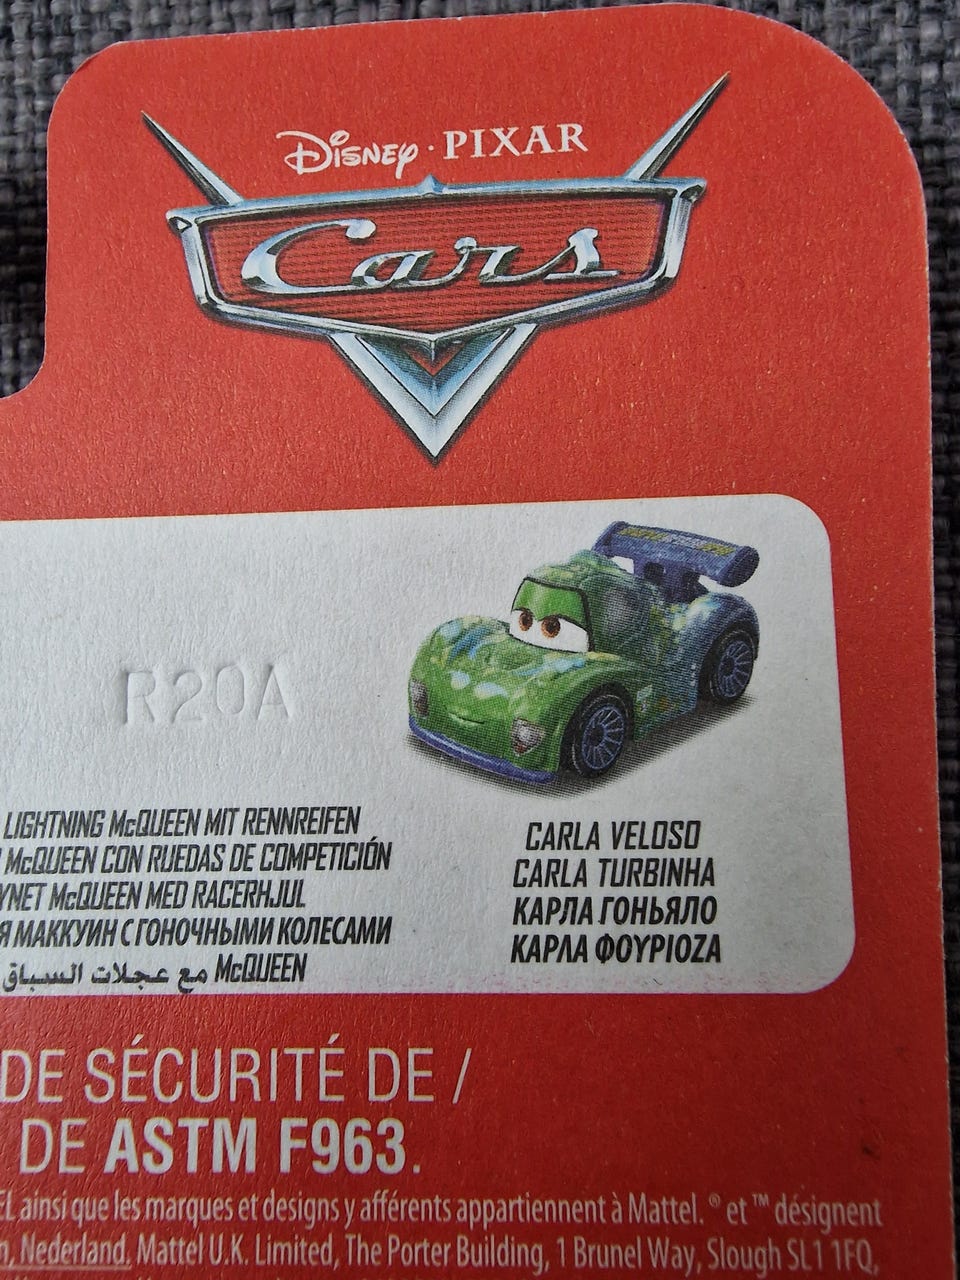 Disney · PIXAR
Cars
R20A
LIGHTNING McQUEEN MIT RENNREIFEN
McQUEEN CON RUEDAS DE COMPETICIÓN
McQUEEN MED RACERHJUL
МАККУИН С ГОНОЧНЫМИ КОЛЕСАМИ
McQUEEN مع عجلات السباق
CARLA VELOSO
CARLA TURBINHA
КАРЛА ГОНЬЯЛО
ΚΑΡΛΑ ΦΟΥΡΙΟΖΑ
DE SÉCURITÉ DE /
DE ASTM F963.
ainsi que les marques et designs y afférents appartiennent à Mattel. ® et ™ désignent
Nederland. Mattel U.K. Limited, The Porter Building, 1 Brunel Way, Slough SL1 1FQ,